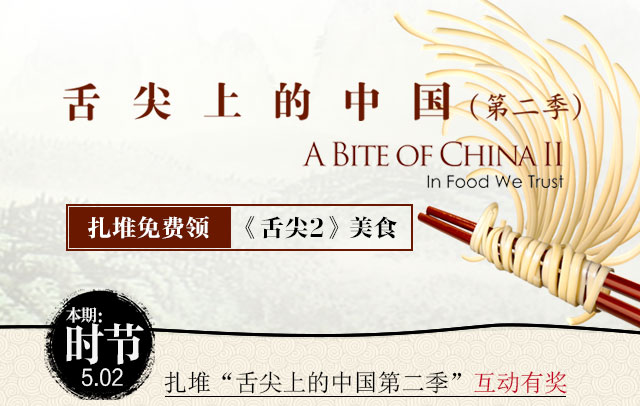 舌尖上的中国(第二季)
A BITE OF CHINA II
In Food We Trust
扎堆免费领 《舌尖2》美食
本期:
时节
5.02
扎堆“舌尖上的中国第二季”互动有奖